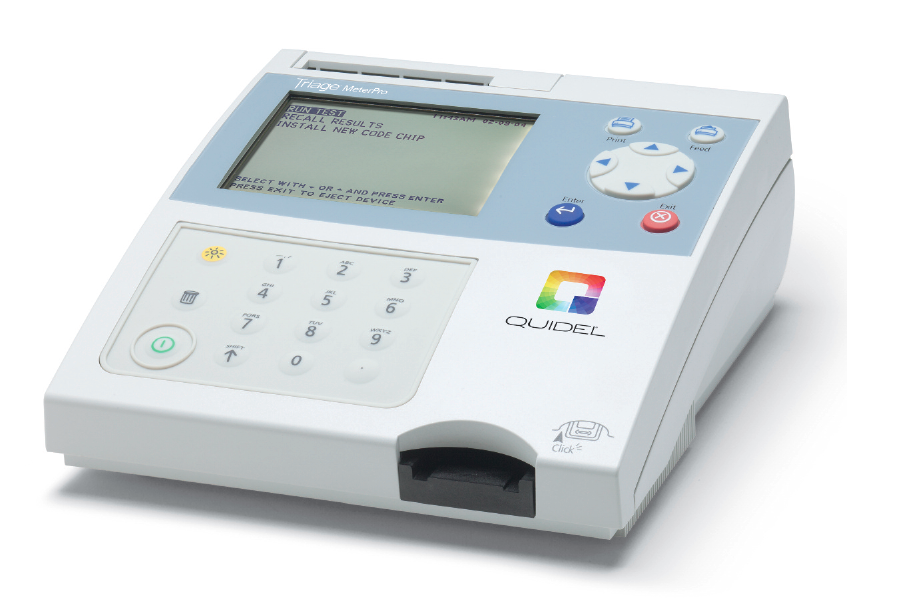 Triage MeterPro
RUN TEST
RECALL RESULTS
INSTALL NEW CODE CHIP
SELECT WITH + OR + AND PRESS ENTER
PRESS EXIT TO EJECT DEVICE
Print
Feed
Enter
Exit
1
ABC
2
DEF
3
GHI
4
JKL
5
MNO
6
PQRS
7
TUV
8
WXYZ
9
SHIFT
0
QUIDEL
Click